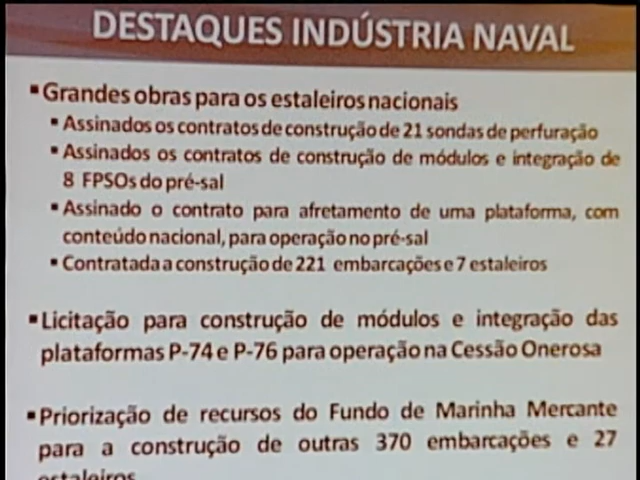 DESTAQUES INDÚSTRIA NAVAL
▪Grandes obras para os estaleiros nacionais
▪ Assinados os contratos de construção de 21 sondas de perfuração
▪ Assinados os contratos de construção de módulos e integração de
8 FPSOs do pré-sal
▪ Assinado o contrato para afretamento de uma plataforma, com
conteúdo nacional, para operação no pré-sal
▪ Contratada a construção de 221 embarcações e 7 estaleiros
▪Licitação para construção de módulos e integração das
plataformas P-74 e P-76 para operação na Cessão Onerosa
▪Priorização de recursos do Fundo de Marinha Mercante
para a construção de outras 370 embarcações e 27
estaleiros